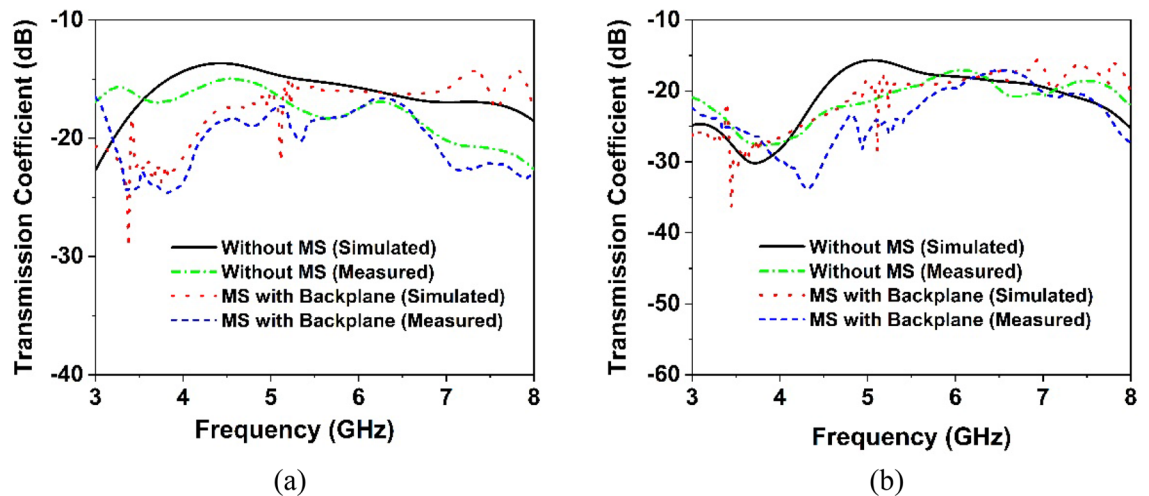 Transmission Coefficient (dB)
-10
-20
-30
-40
Without MS (Simulated)
Without MS (Measured)
MS with Backplane (Simulated)
MS with Backplane (Measured)
3 4 5 6 7 8
Frequency (GHz)
(a)
Transmission Coefficient (dB)
-10
-20
-30
-40
-50
-60
Without MS (Simulated)
Without MS (Measured)
MS with Backplane (Simulated)
MS with Backplane (Measured)
3 4 5 6 7 8
Frequency (GHz)
(b)